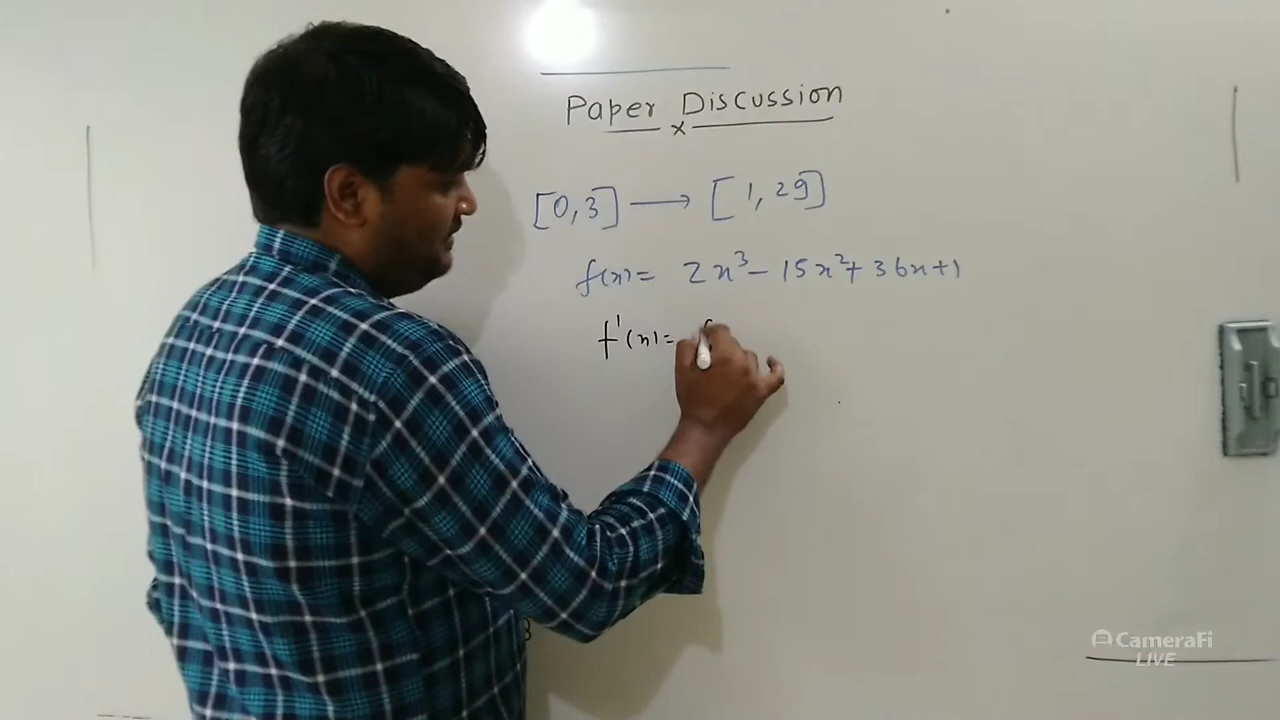 Paper Discussion
x
[0,3] → [1,29]
f(x) = 2x³ - 15x² + 36x + 1
f'(x) =
CameraFi
LIVE